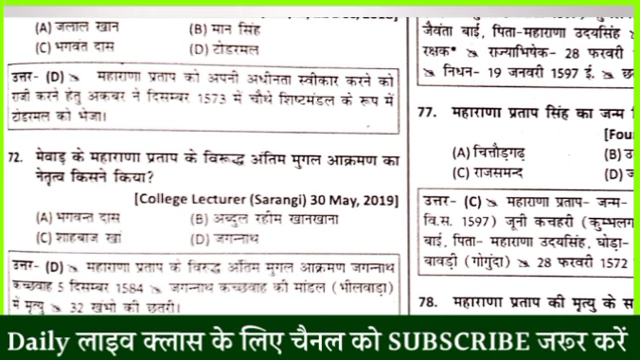 (A) जलाल खान (B) मान सिंह
(C) भगवंत दास (D) टोडरमल
उत्तर- (D) ➘ महाराणा प्रताप को अपनी अधीनता स्वीकार करने को
राजी करने हेतु अकबर ने दिसम्बर 1573 में चौथे शिष्टमंडल के रूप में
टोडरमल को भेजा।
72. मेवाड़ के महाराणा प्रताप के विरूद्ध अंतिम मुगल आक्रमण का
नेतृत्व किसने किया?
[College Lecturer (Sarangi) 30 May, 2019]
(A) भगवन्त दास (B) अब्दुल रहीम खानखाना
(C) शाहबाज खां (D) जगन्नाथ
उत्तर- (D) ➘ महाराणा प्रताप के विरुद्ध अंतिम मुगल आक्रमण जगन्नाथ
कच्छवाह 5 दिसम्बर 1584 ➘ जगन्नाथ कच्छवाह की मांडल (भीलवाड़ा)
में मृत्यु ➘ 32 खंभो की छतरी।
जैवंता बाई, पिता-महाराणा उदयसिंह
रक्षक* ➘ राज्याभिषेक- 28 फरवरी
➘ निधन- 19 जनवरी 1597 ई. ➘
77. महाराणा प्रताप सिंह का जन्म
[Fou
(A) चित्तौड़गढ़ (B)
(C) राजसमन्द (D)
उत्तर- (C) ➘ महाराणा प्रताप- जन्म-
वि.स. 1597) जूनी कचहरी (कुम्भलग
बाई, पिता- महाराणा उदयसिंह, घोड़ा-
बावड़ी (गोगुंदा) ➘ 28 फरवरी 1572
78. महाराणा प्रताप की मृत्यु के स
Daily लाइव क्लास के लिए चैनल को SUBSCRIBE जरूर करें